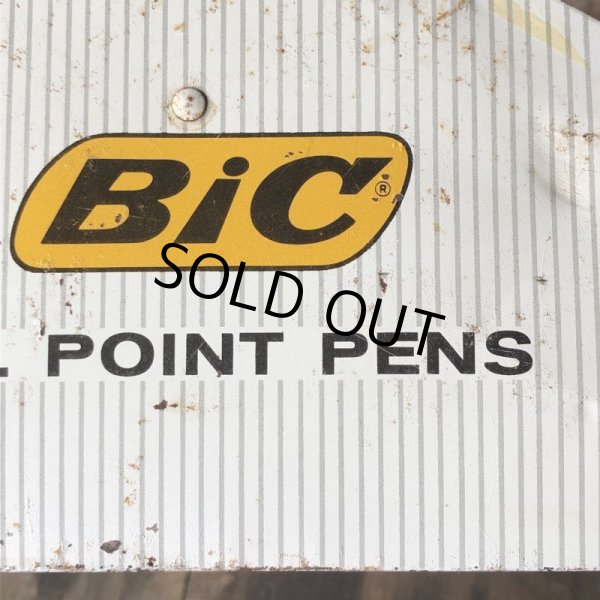 BiC®
SOLD OUT
. POINT PENS